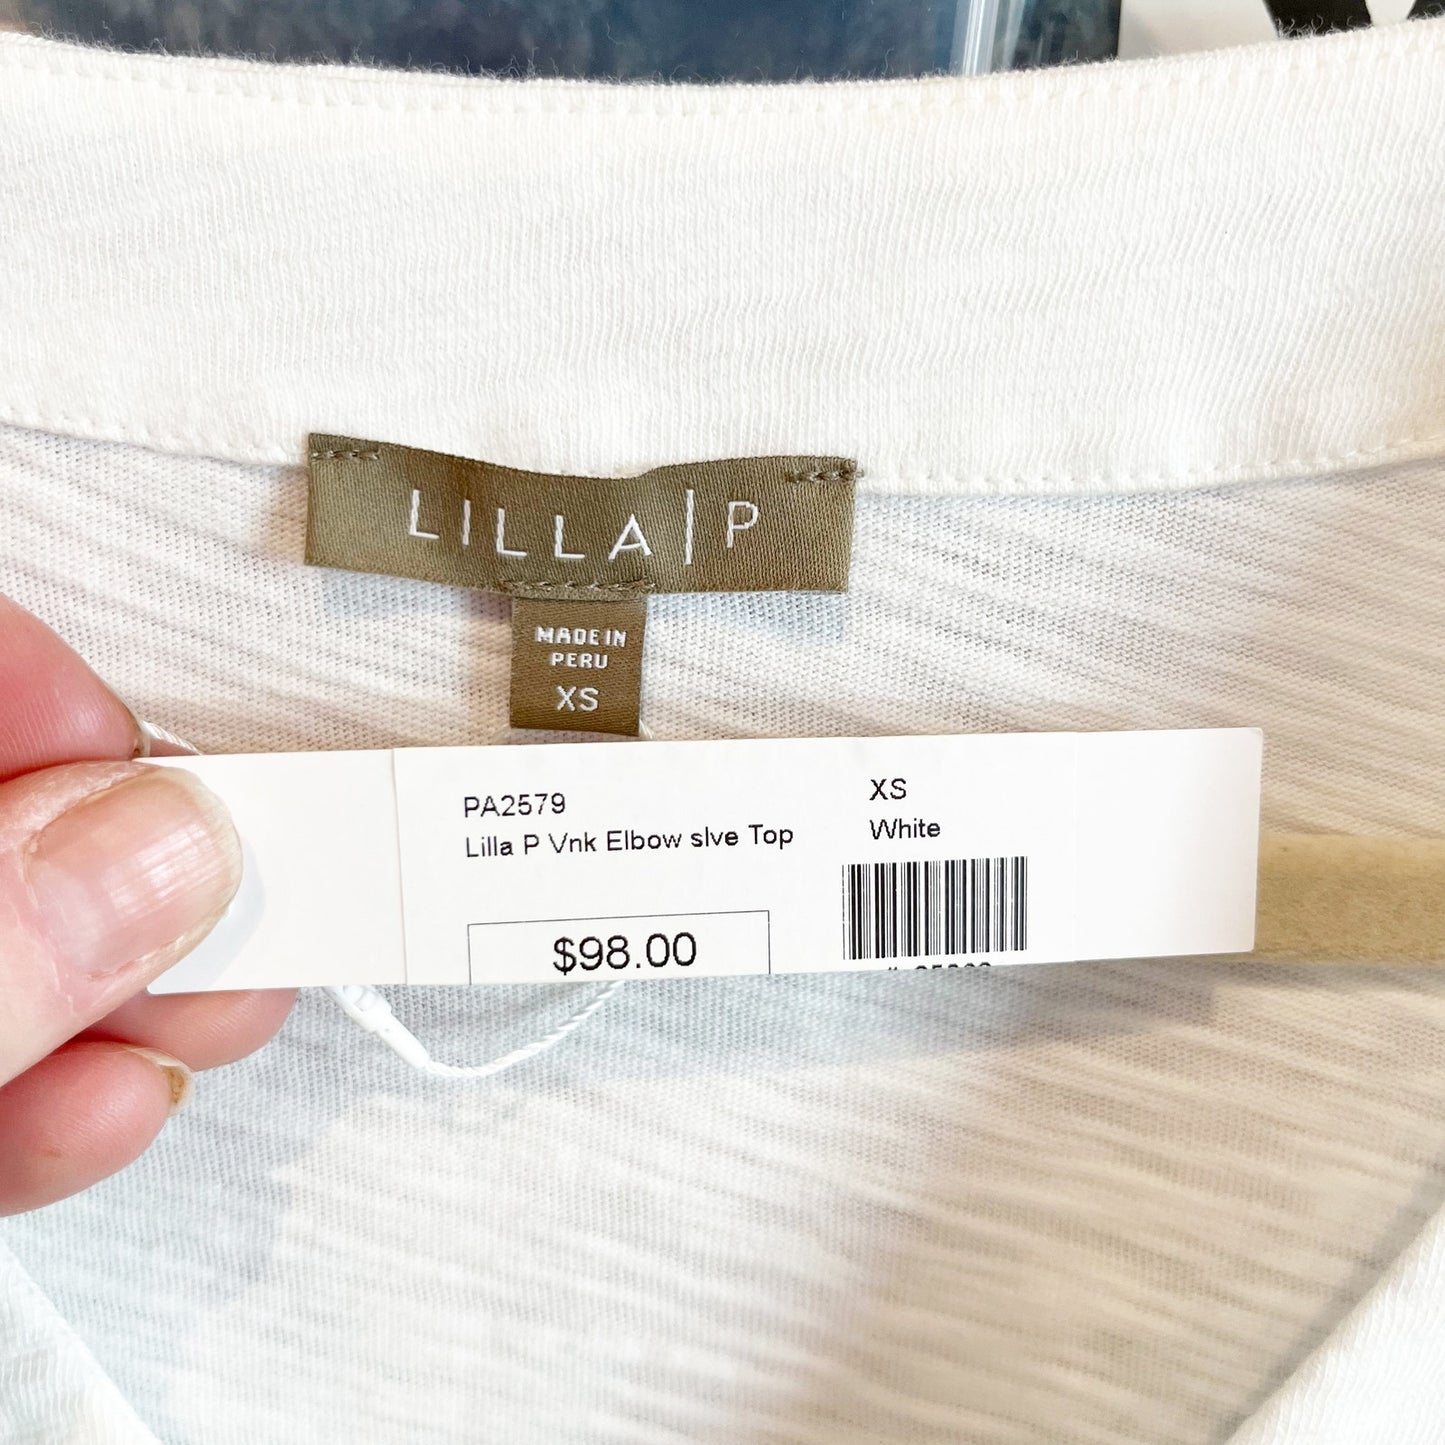 LILLA|P
MADE IN
PERU
XS
PA2579
Lilla P Vnk Elbow slve Top
$98.00
XS
White